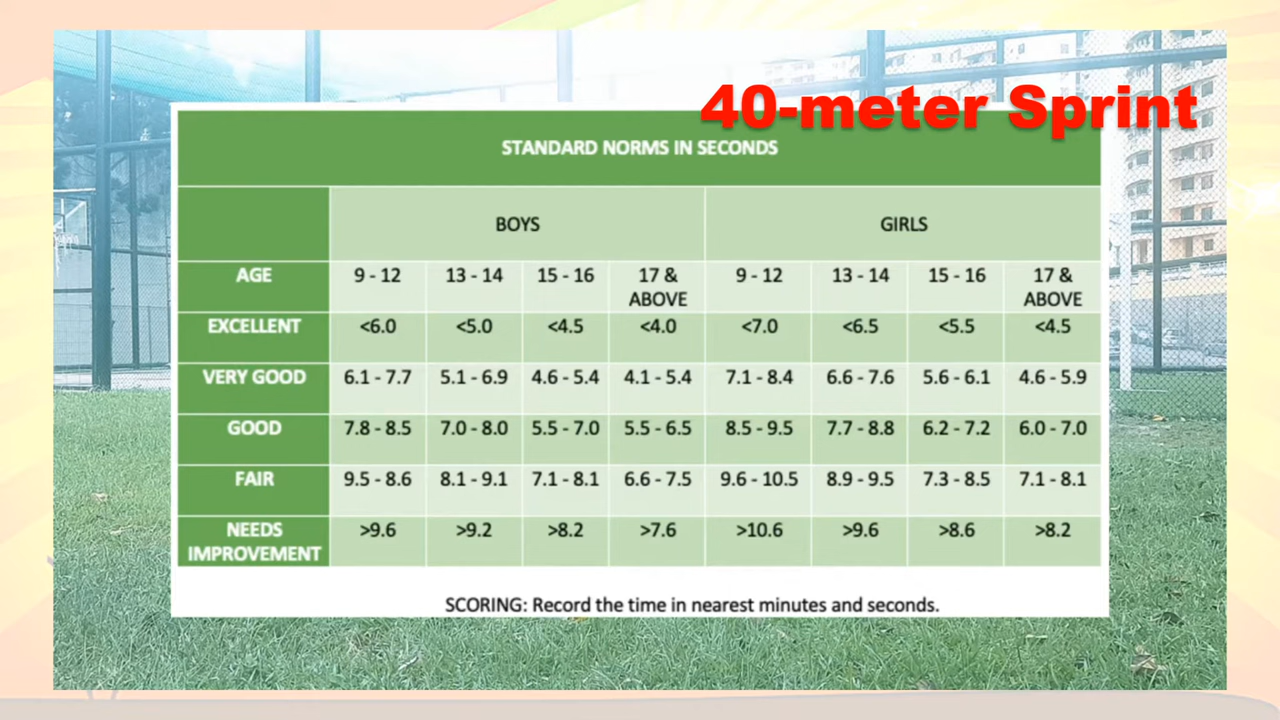 40-meter Sprint
STANDARD NORMS IN SECONDS
BOYS GIRLS
AGE 9 - 12 13 - 14 15 - 16 17 & ABOVE 9 - 12 13 - 14 15 - 16 17 & ABOVE
EXCELLENT <6.0 <5.0 <4.5 <4.0 <7.0 <6.5 <5.5 <4.5
VERY GOOD 6.1 - 7.7 5.1 - 6.9 4.6 - 5.4 4.1 - 5.4 7.1 - 8.4 6.6 - 7.6 5.6 - 6.1 4.6 - 5.9
GOOD 7.8 - 8.5 7.0 - 8.0 5.5 - 7.0 5.5 - 6.5 8.5 - 9.5 7.7 - 8.8 6.2 - 7.2 6.0 - 7.0
FAIR 9.5 - 8.6 8.1 - 9.1 7.1 - 8.1 6.6 - 7.5 9.6 - 10.5 8.9 - 9.5 7.3 - 8.5 7.1 - 8.1
NEEDS IMPROVEMENT >9.6 >9.2 >8.2 >7.6 >10.6 >9.6 >8.6 >8.2
SCORING: Record the time in nearest minutes and seconds.